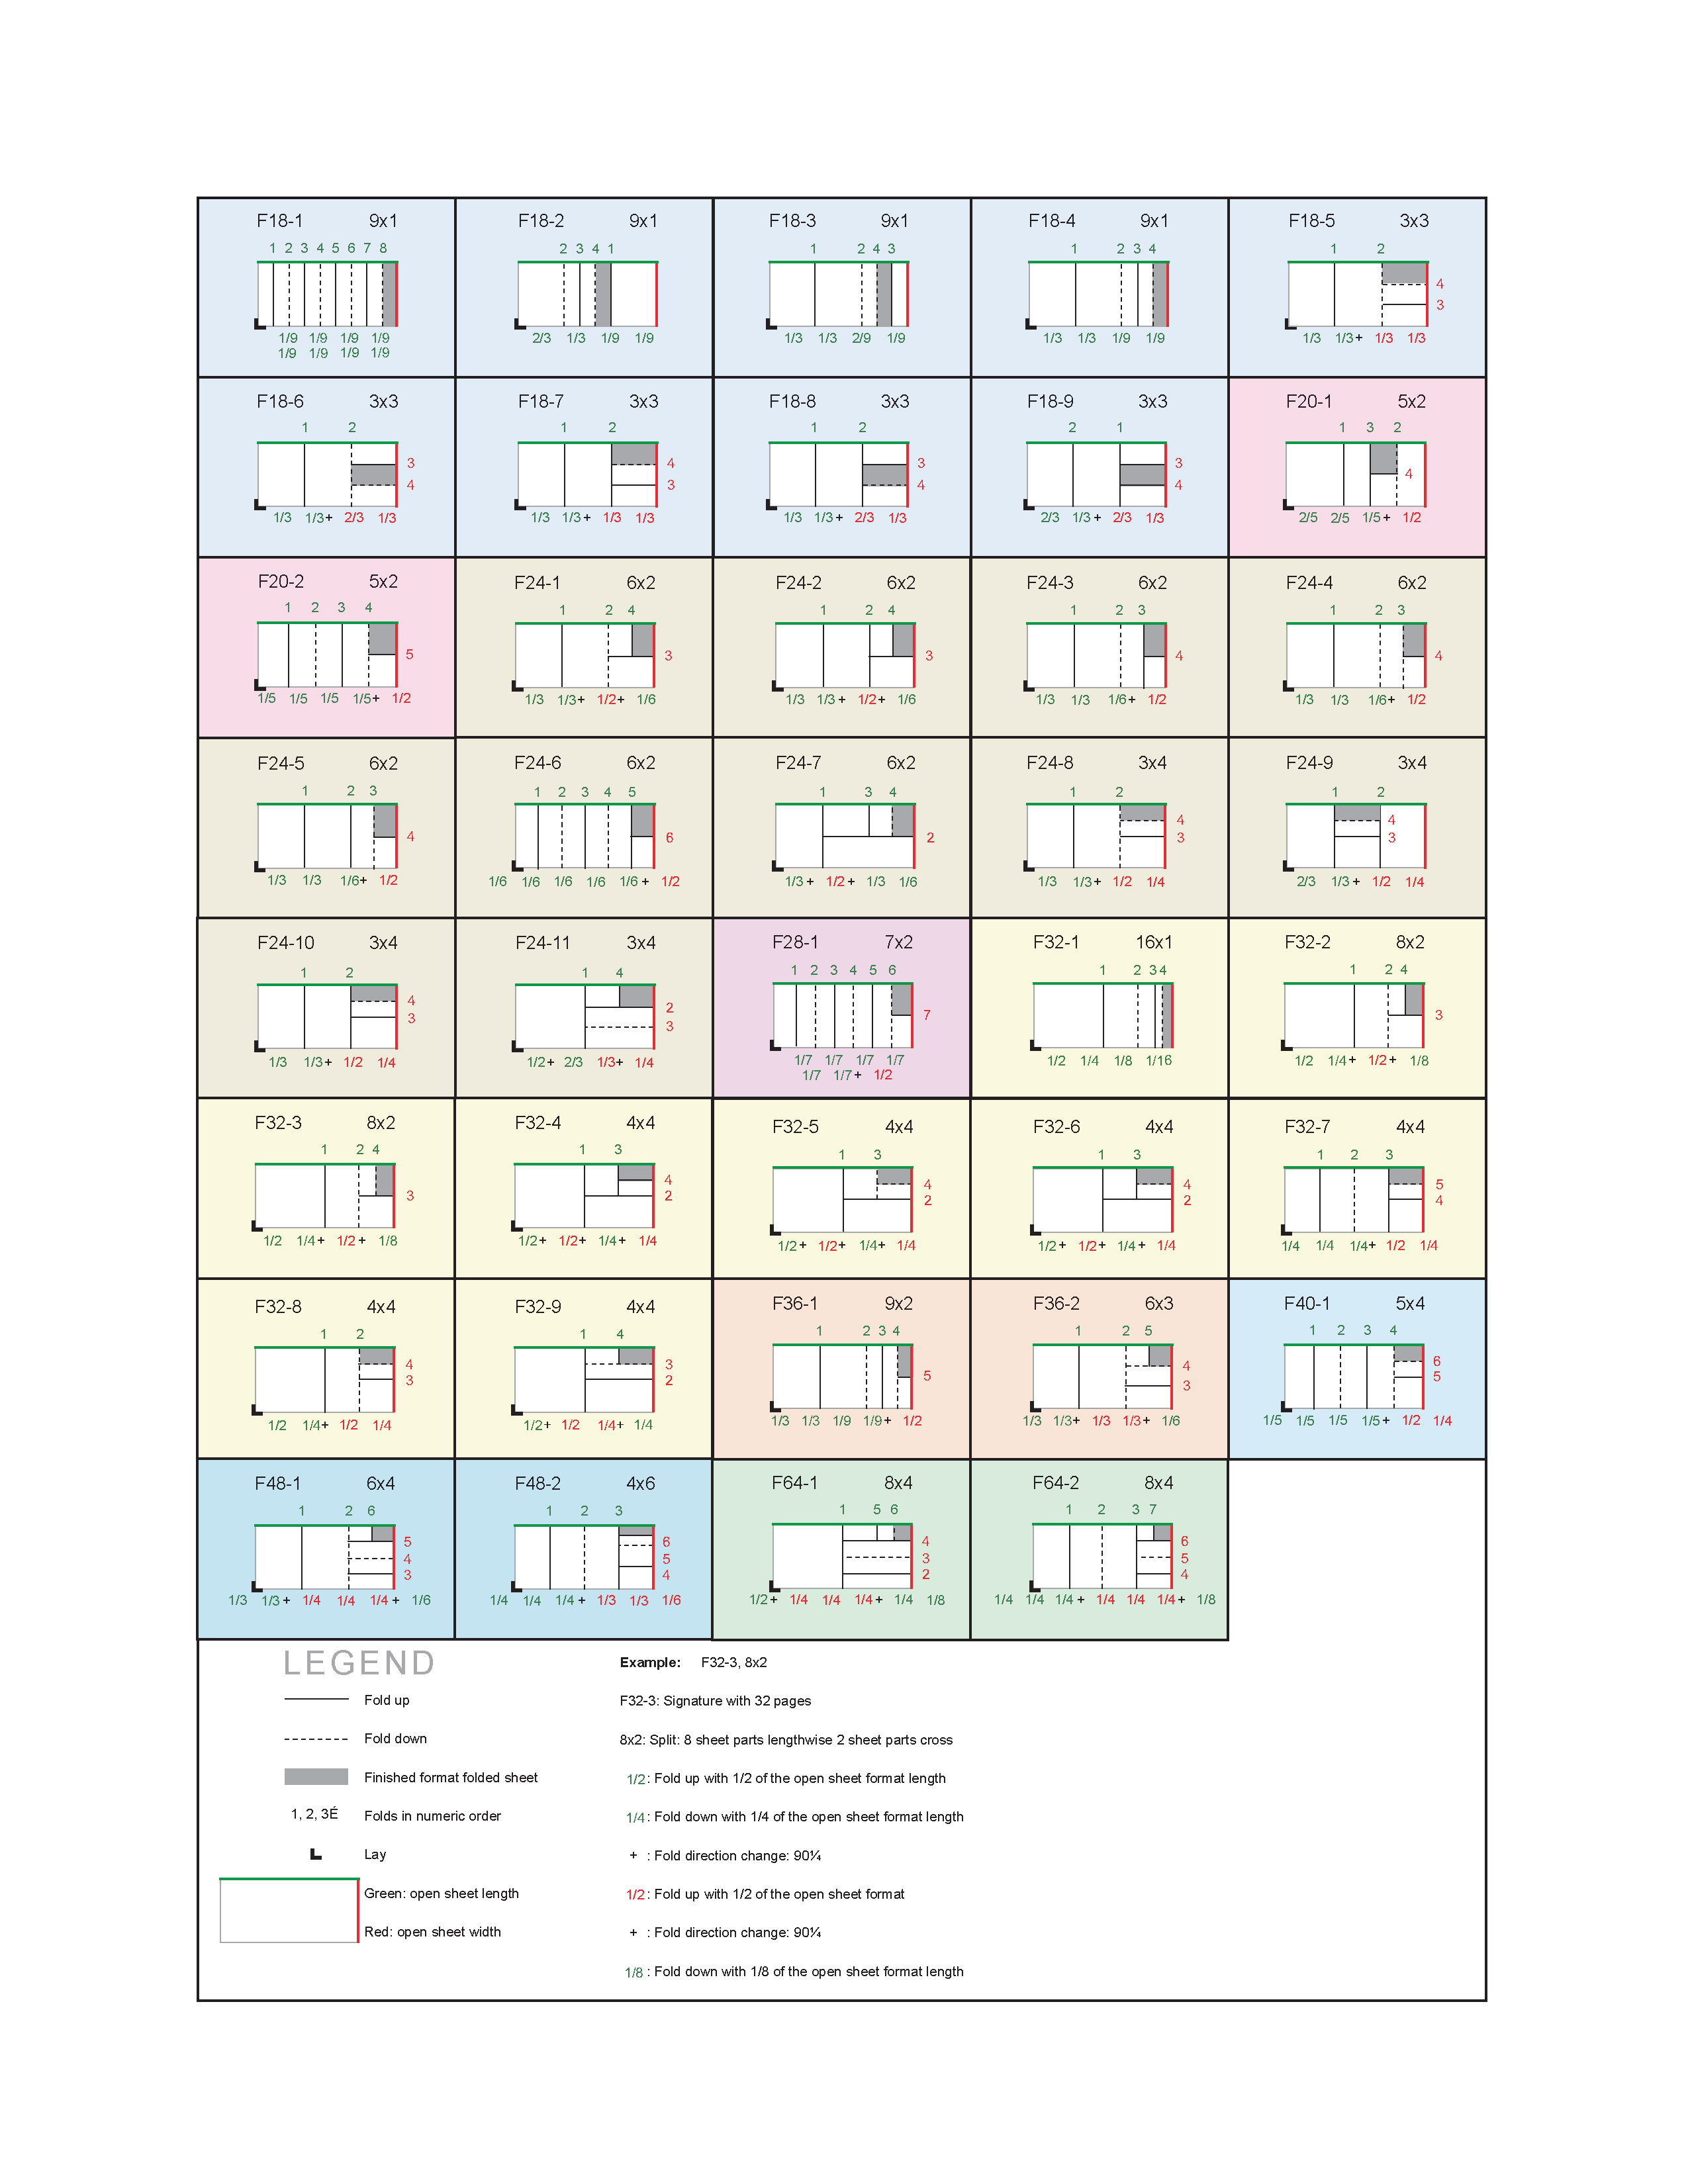 F18-1 9x1
1 2 3 4 5 6 7 8
1/9 1/9 1/9 1/9
1/9 1/9 1/9 1/9
F18-2 9x1
2 3 4 1
2/3 1/3 1/9 1/9
F18-3 9x1
1 2 4 3
1/3 1/3 2/9 1/9
F18-4 9x1
1 2 3 4
1/3 1/3 1/9 1/9
F18-5 3x3
1 2
4
3
1/3 1/3+ 1/3 1/3
F18-6 3x3
1 2
3
4
1/3 1/3+ 2/3 1/3
F18-7 3x3
1 2
4
3
1/3 1/3+ 1/3 1/3
F18-8 3x3
1 2
3
4
1/3 1/3+ 2/3 1/3
F18-9 3x3
2 1
3
4
2/3 1/3+ 2/3 1/3
F20-1 5x2
1 3 2
4
2/5 2/5 1/5+ 1/2
F20-2 5x2
1 2 3 4
5
1/5 1/5 1/5 1/5+ 1/2
F24-1 6x2
1 2 4
3
1/3 1/3+ 1/2+ 1/6
F24-2 6x2
1 2 4
3
1/3 1/3+ 1/2+ 1/6
F24-3 6x2
1 2 3
4
1/3 1/3 1/6+ 1/2
F24-4 6x2
1 2 3
4
1/3 1/3 1/6+ 1/2
F24-5 6x2
1 2 3
4
1/3 1/3 1/6+ 1/2
F24-6 6x2
1 2 3 4 5
6
1/6 1/6 1/6 1/6 1/6+ 1/2
F24-7 6x2
1 3 4
2
1/3+ 1/2+ 1/3 1/6
F24-8 3x4
1 2
4
3
1/3 1/3+ 1/2 1/4
F24-9 3x4
1 2
4
3
2/3 1/3+ 1/2 1/4
F24-10 3x4
1 2
4
3
1/3 1/3+ 1/2 1/4
F24-11 3x4
1 4
2
3
1/2+ 2/3 1/3+ 1/4
F28-1 7x2
1 2 3 4 5 6
7
1/7 1/7 1/7 1/7
1/7 1/7+ 1/2
F32-1 16x1
1 2 3 4
1/2 1/4 1/8 1/16
F32-2 8x2
1 2 4
3
1/2 1/4+ 1/2+ 1/8
F32-3 8x2
1 2 4
3
1/2 1/4+ 1/2+ 1/8
F32-4 4x4
1 3
4
2
1/2+ 1/2+ 1/4+ 1/4
F32-5 4x4
1 3
4
2
1/2+ 1/2+ 1/4+ 1/4
F32-6 4x4
1 3
4
2
1/2+ 1/2+ 1/4+ 1/4
F32-7 4x4
1 2 3
5
4
1/4 1/4 1/4+ 1/2 1/4
F32-8 4x4
1 2
4
3
1/2 1/4+ 1/2 1/4
F32-9 4x4
1 4
3
2
1/2+ 1/2 1/4+ 1/4
F36-1 9x2
1 2 3 4
5
1/3 1/3 1/9 1/9+ 1/2
F36-2 6x3
1 2 5
4
3
1/3 1/3+ 1/3 1/3+ 1/6
F40-1 5x4
1 2 3 4
6
5
1/5 1/5 1/5 1/5+ 1/2 1/4
F48-1 6x4
1 2 6
5
4
3
1/3 1/3+ 1/4 1/4 1/4+ 1/6
F48-2 4x6
1 2 3
6
5
4
1/4 1/4 1/4+ 1/3 1/3 1/6
F64-1 8x4
1 5 6
4
3
2
1/2+ 1/4 1/4 1/4+ 1/4 1/8
F64-2 8x4
1 2 3 7
6
5
4
1/4 1/4 1/4+ 1/4 1/4 1/4+ 1/8
LEGEND
Fold up
Fold down
Finished format folded sheet
1, 2, 3É Folds in numeric order
Lay
Green: open sheet length
Red: open sheet width
Example: F32-3, 8x2
F32-3: Signature with 32 pages
8x2: Split: 8 sheet parts lengthwise 2 sheet parts cross
1/2: Fold up with 1/2 of the open sheet format length
1/4: Fold down with 1/4 of the open sheet format length
+ : Fold direction change: 90¼
1/2: Fold up with 1/2 of the open sheet format
+ : Fold direction change: 90¼
1/8: Fold down with 1/8 of the open sheet format length